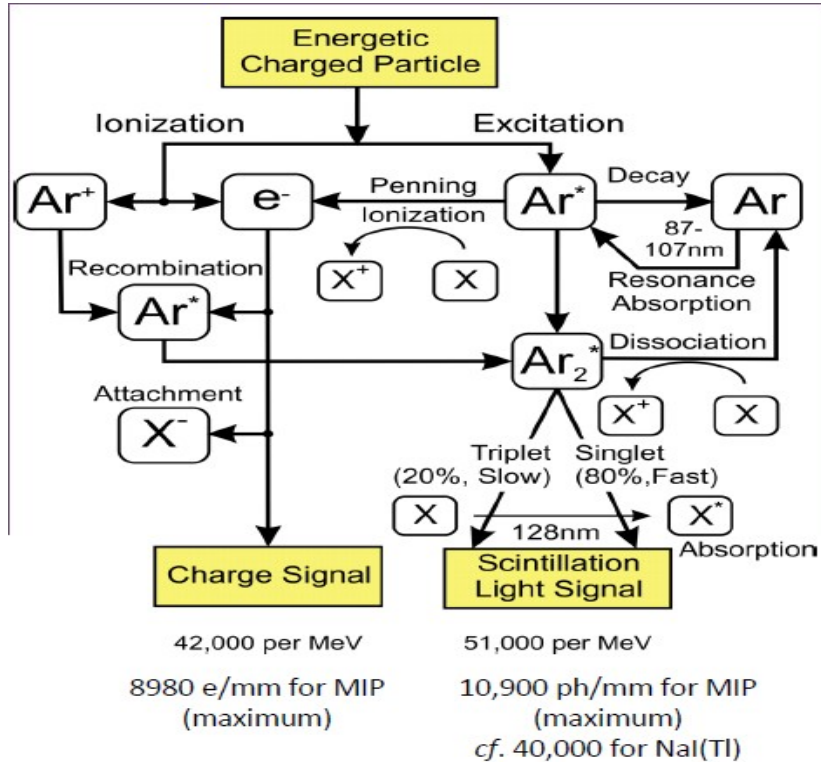 Energetic
Charged Particle
Ionization
Excitation
Ar+
e-
Penning
Ionization
X+
X
Ar*
Decay
Ar
87-
107nm
Resonance
Absorption
Recombination
Ar*
Ar2*
Dissociation
X+
X
Attachment
X-
Triplet
(20%, Slow)
Singlet
(80%,Fast)
X
128nm
X*
Absorption
Charge Signal
Scintillation
Light Signal
42,000 per MeV
51,000 per MeV
8980 e/mm for MIP
(maximum)
10,900 ph/mm for MIP
(maximum)
cf. 40,000 for NaI(Tl)